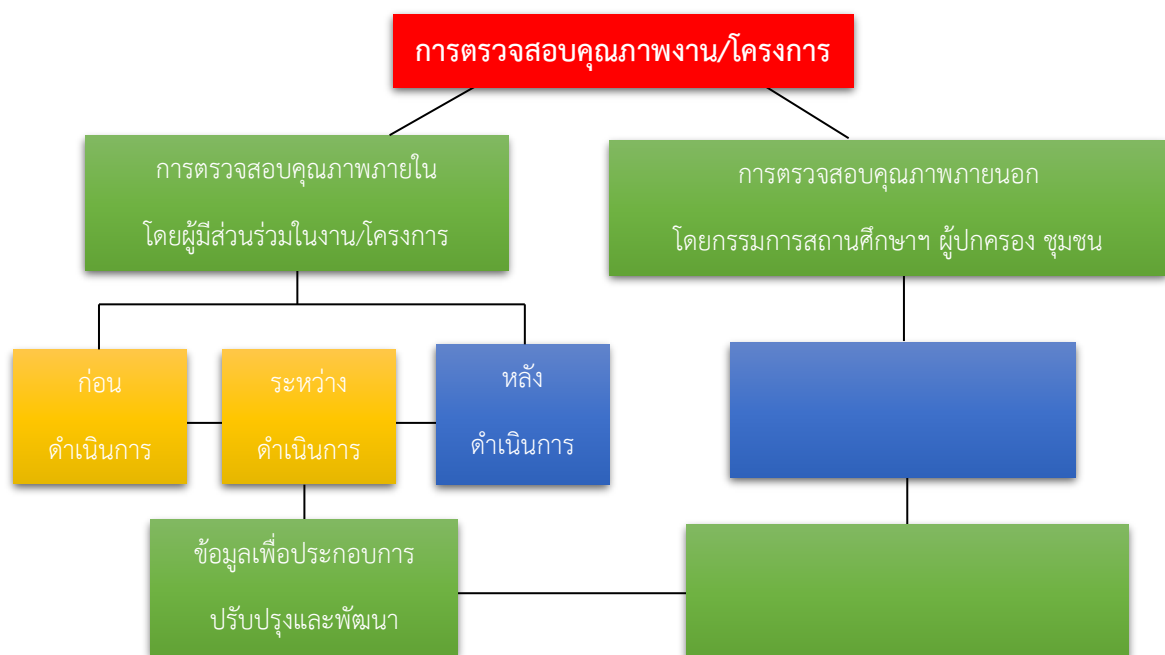 การตรวจสอบคุณภาพงาน/โครงการ
การตรวจสอบคุณภาพภายใน
โดยผู้มีส่วนร่วมในงาน/โครงการ
การตรวจสอบคุณภาพภายนอก
โดยกรรมการสถานศึกษาฯ ผู้ปกครอง ชุมชน
ก่อน
ดำเนินการ
ระหว่าง
ดำเนินการ
หลัง
ดำเนินการ
ข้อมูลเพื่อประกอบการ
ปรับปรุงและพัฒนา